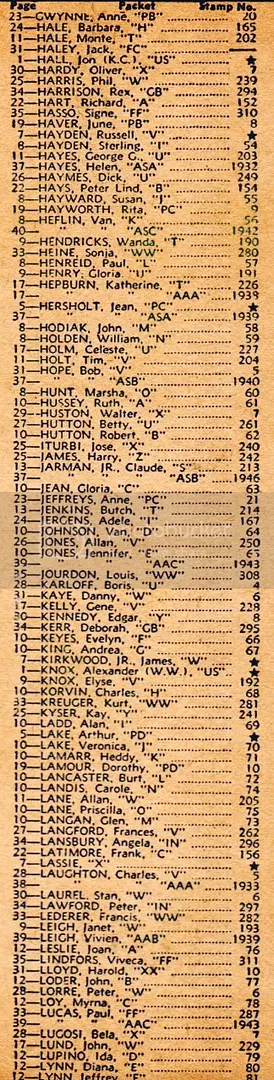 Page Packet Stamp No.
23—GWYNNE, Anne, "PB" 20
24—HALE, Barbara, "H" 165
11—HALE, Monte, "T" 202
31—HALEY, Jack, "FC"
1—HALL, Jon (K.C.), "US" ★
30—HARDY, Oliver, "X" 7
25—HARRIS, Phil, "W" 239
34—HARRISON, Rex, "GB" 294
22—HART, Richard, "A" 152
35—HASSO, Signe, "FF" 310
19—HAVER, June, "PB" 8
7—HAYDEN, Russell, "V" ★
8—HAYDEN, Sterling, "I" 54
11—HAYES, George G., "U" 203
37—HAYES, Helen, "ASA" 1932
26—HAYMES, Dick, "U" 249
22—HAYS, Peter Lind, "B" 154
8—HAYWARD, Susan, "J" 55
19—HAYWORTH, Rita, "PC" 9
8—HEFLIN, Van, "K" 56
40— " " "ASC" 1942
9—HENDRICKS, Wanda, "T" 190
33—HEINE, Sonja, "WW" 280
8—HENREID, Paul, "L" 57
9—HENRY, Gloria, "U" 191
17—HEPBURN, Katherine, "T" 226
17— " " "AAA" 1939
5—HERSHOLT, Jean, "PC" ★
37— " " "ASA" 1939
8—HODIAK, John, "M" 58
8—HOLDEN, William, "N" 59
17—HOLM, Celeste, "U" 227
11—HOLT, Tim, "V" 204
31—HOPE, Bob, "V" 5
37— " " "ASB" 1940
8—HUNT, Marsha, "O" 60
10—HUSSEY, Ruth, "A" 61
29—HUSTON, Walter, "X" 7
27—HUTTON, Betty, "U" 261
10—HUTTON, Robert, "B" 62
25—ITURBI, Jose, "X" 240
25—JAMES, Harry, "Z" 242
13—JARMAN, JR., Claude, "S" 213
37— " " "ASB" 1946
10—JEAN, Gloria, "C" 63
23—JEFFREYS, Anne, "PC" 21
13—JENKINS, Butch, "T" 214
24—JERGENS, Adele, "I" 167
10—JOHNSON, Van, "D" 64
26—JONES, Allan, "V" 250
10—JONES, Jennifer, "E" 65
39— " " "AAC" 1943
35—JOURDON, Louis, "WW" 308
28—KARLOFF, Boris, "U" 4
31—KAYE, Danny, "W" 6
17—KELLY, Gene, "V" 228
30—KENNEDY, Edgar, "Y" 8
34—KERR, Deborah, "GB" 295
10—KEYES, Evelyn, "F" 66
10—KING, Andrea, "G" 67
7—KIRKWOOD, JR., James, "W" ★
1—KNOX, Alexander (W.W.), "US" ★
9—KNOX, Elyse, "V" 192
10—KORVIN, Charles, "H" 68
33—KREUGER, Kurt, "WW" 281
25—KYSER, Kay, "Y" 241
10—LADD, Alan, "I" 69
5—LAKE, Arthur, "PD" ★
10—LAKE, Veronica, "J" 70
10—LAMARR, Heddy, "K" 71
19—LAMOUR, Dorothy, "PD" 10
10—LANCASTER, Burt, "L" 72
10—LANDIS, Carole, "N" 74
11—LANE, Allan, "W" 205
10—LANE, Priscilla, "O" 75
10—LANGAN, Glen, "M" 73
27—LANGFORD, Frances, "V" 262
34—LANSBURY, Angela, "IN" 296
22—LATIMORE, Frank, "C" 156
7—LASSIE, "X" ★
28—LAUGHTON, Charles, "V" 5
38— " " "AAA" 1933
30—LAUREL, Stan, "W" 6
34—LAWFORD, Peter, "IN" 297
33—LEDERER, Francis, "WW" 282
9—LEIGH, Janet, "W" 193
39—LEIGH, Vivien, "AAB" 1939
12—LESLIE, Joan, "A" 76
35—LINDFORS, Viveca, "FF" 311
31—LLOYD, Harold, "XX" 10
12—LODER, John, "B" 77
28—LORRE, Peter, "W" 6
12—LOY, Myrna, "C" 78
33—LUCAS, Paul, "FF" 287
39— " " "AAC" 1943
28—LUGOSI, Bela, "X" 7
17—LUND, John, "W" 229
12—LUPINO, Ida, "D" 79
12—LYNN, Diana, "E" 80
12—LYNN, Jeffrey, "F" 81